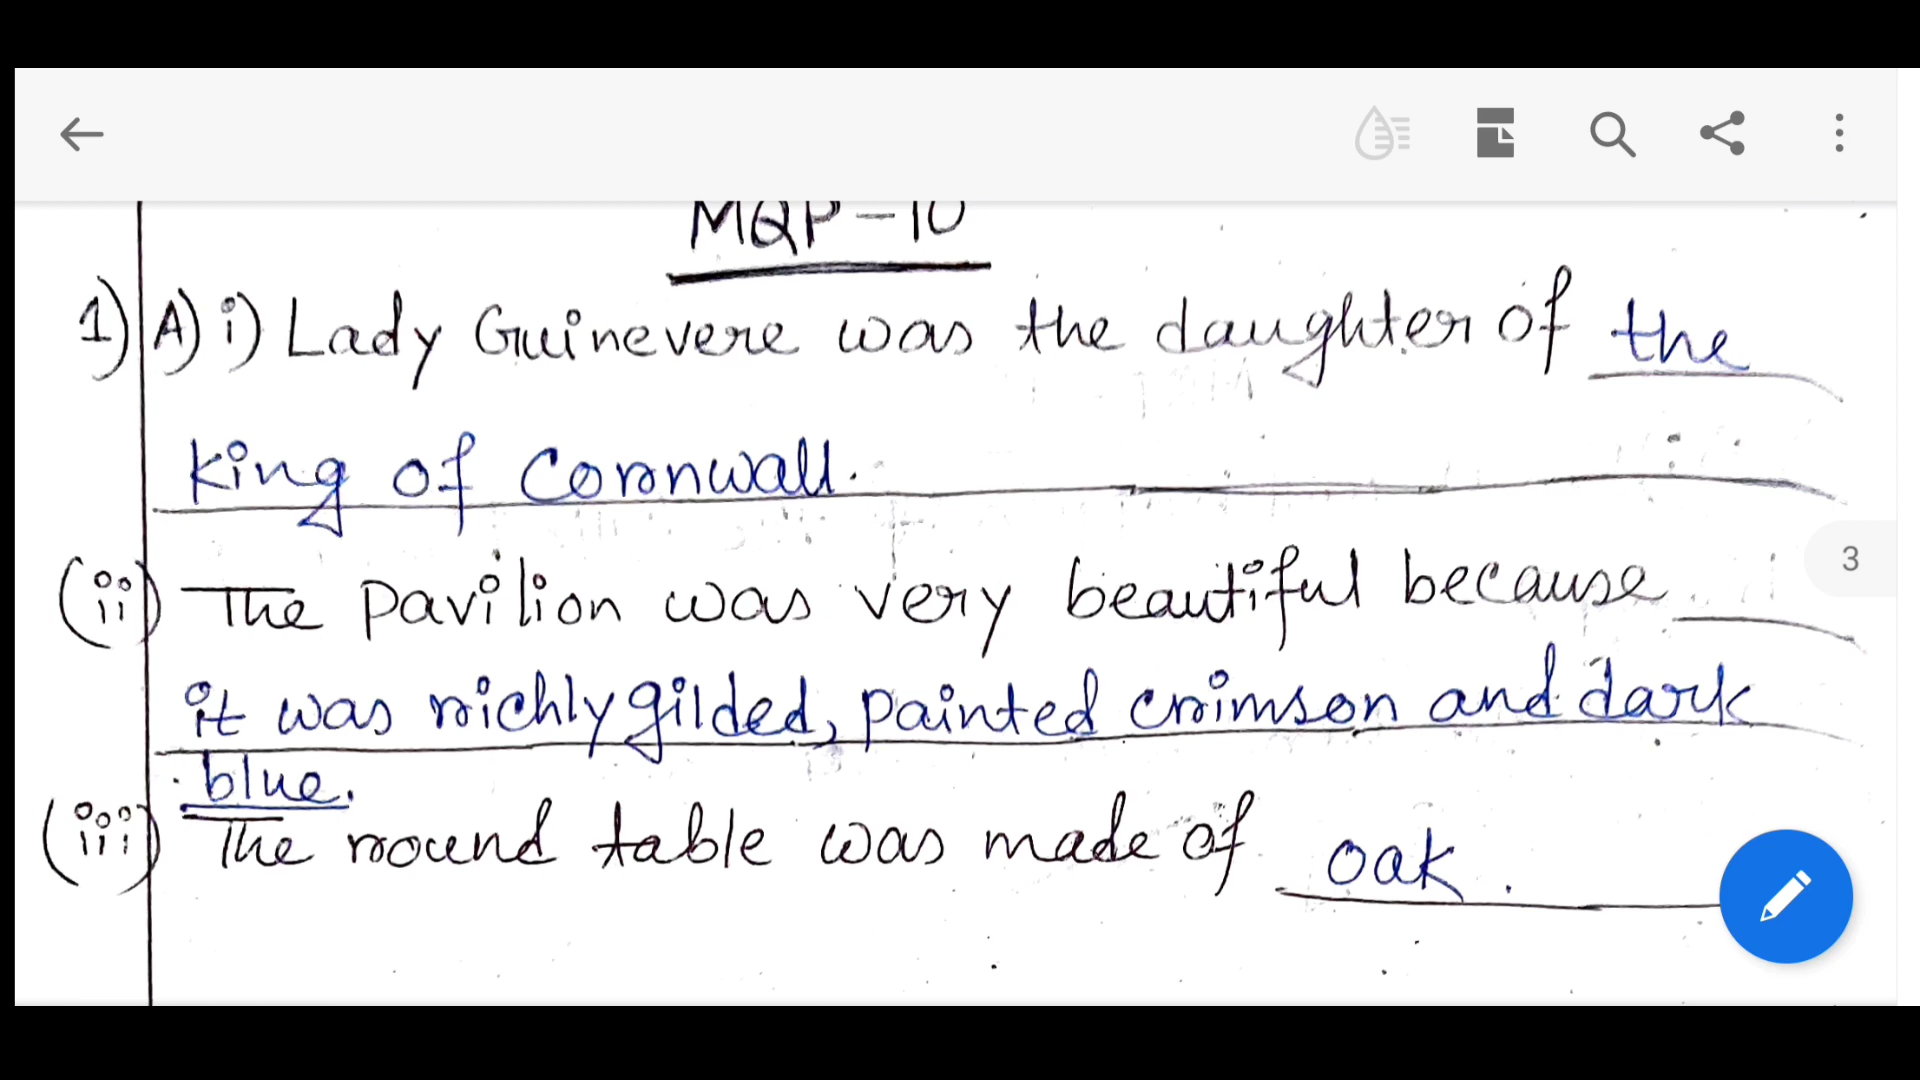 MQP-10
1) A) i) Lady Guinevere was the daughter of the
king of Cornwall.
(ii) The pavilion was very beautiful because
it was richly gilded, painted crimson and dark
blue.
(iii) The round table was made of oak.
3